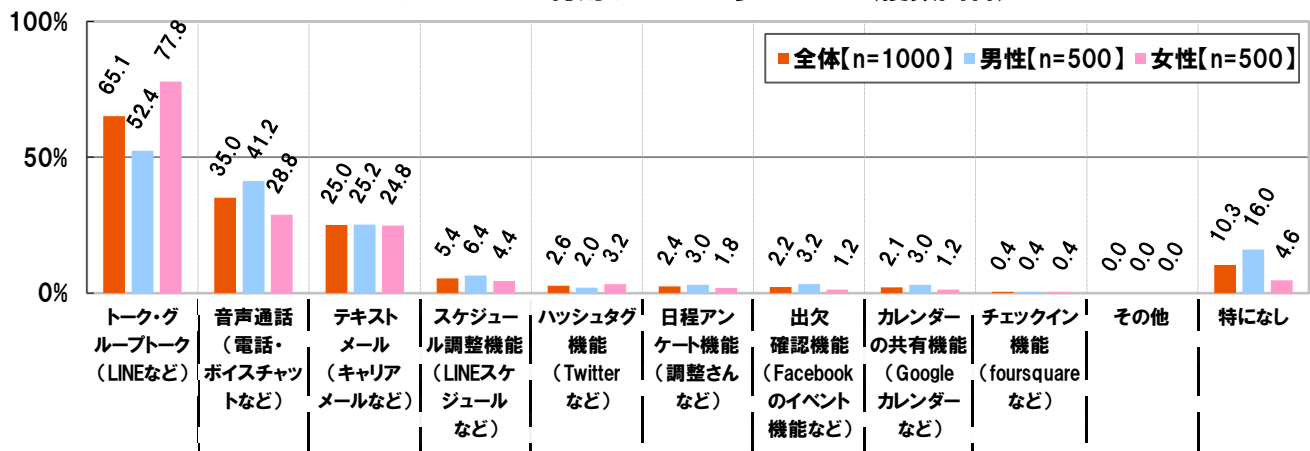 100%
50%
0%
全体【n=1000】 男性【n=500】 女性【n=500】
65.1 52.4 77.8
35.0 41.2 28.8
25.0 25.2 24.8
5.4 6.4 4.4
2.6 2.0 3.2
2.4 3.0 1.8
2.2 3.2 1.2
2.1 3.0 1.2
0.4 0.4 0.4
0.0 0.0 0.0
10.3 16.0 4.6
トーク・グ
ループトーク
（LINEなど）
音声通話
（電話・
ボイスチャッ
トなど）
テキスト
メール
（キャリア
メールなど）
スケジュー
ル調整機能
（LINEスケ
ジュール
など）
ハッシュタグ
機能
（Twitter
など）
日程アン
ケート機能
（調整さん
など）
出欠
確認機能
（Facebook
のイベント
機能など）
カレンダー
の共有機能
（Google
カレンダー
など）
チェックイン
機能
（foursquare
など）
その他
特になし